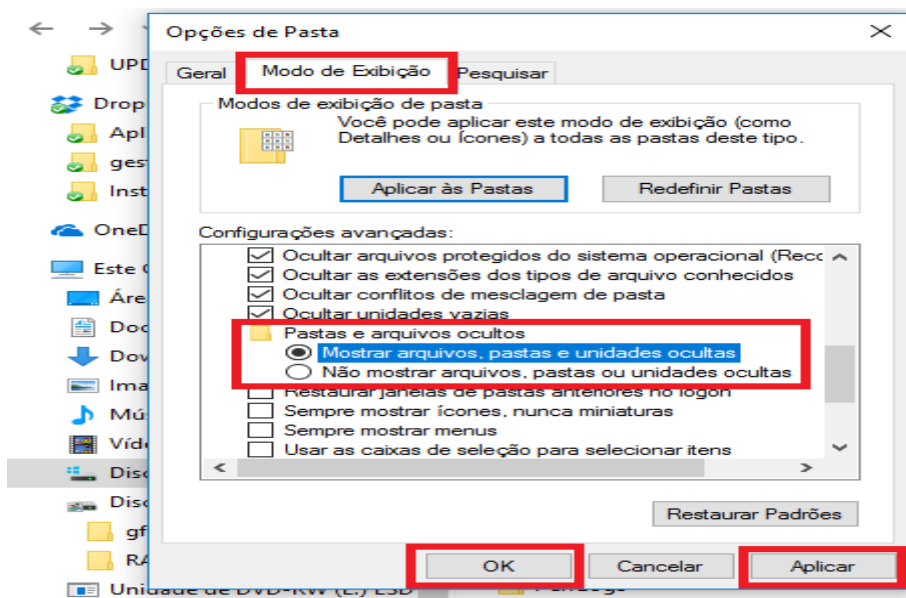 Opções de Pasta
UPD
Geral Modo de Exibição Pesquisar
Drop
Modos de exibição de pasta
Você pode aplicar este modo de exibição (como
Detalhes ou Ícones) a todas as pastas deste tipo.
Apl
ges
Inst
Aplicar às Pastas Redefinir Pastas
OneD
Configurações avançadas:
Ocultar arquivos protegidos do sistema operacional (Recc
Este
Ocultar as extensões dos tipos de arquivo conhecidos
Áre
Ocultar conflitos de mesclagem de pasta
Ocultar unidades vazias
Doc
Pastas e arquivos ocultos
Dow
Mostrar arquivos, pastas e unidades ocultas
Não mostrar arquivos, pastas ou unidades ocultas
Ima
Restaurar janelas de pastas anteriores no logon
Mú
Sempre mostrar ícones, nunca miniaturas
Sempre mostrar menus
Víd
Usar as caixas de seleção para selecionar itens
Disc
Disc
Restaurar Padrões
gf
RA
OK Cancelar Aplicar
Unidade de DVD-RW (E:) ESD